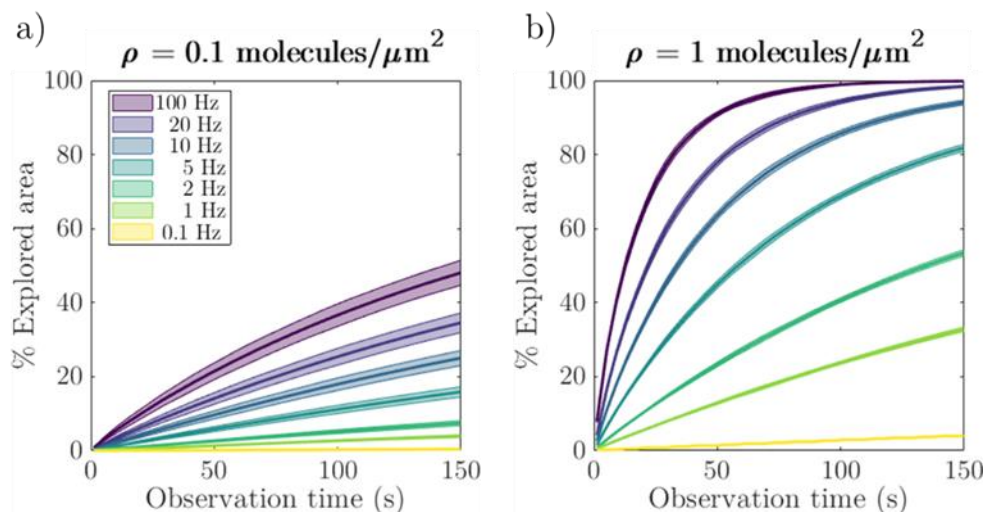 a)
ρ = 0.1 molecules/μm²
100
80
60
40
20
0
% Explored area
100 Hz
20 Hz
10 Hz
5 Hz
2 Hz
1 Hz
0.1 Hz
0
50
100
150
Observation time (s)
b)
ρ = 1 molecules/μm²
100
80
60
40
20
0
% Explored area
0
50
100
150
Observation time (s)